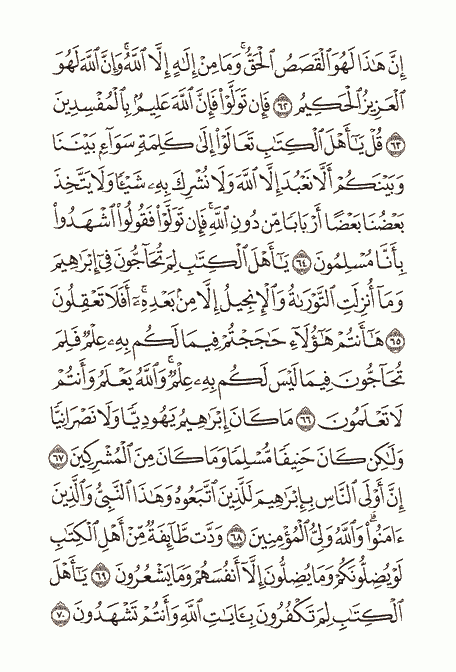 إِنَّ هَٰذَا لَهُوَ ٱلْقَصَصُ ٱلْحَقُّ ۚ وَمَا مِنْ إِلَٰهٍ إِلَّا ٱللَّهُ ۚ وَإِنَّ ٱللَّهَ لَهُوَ
ٱلْعَزِيزُ ٱلْحَكِيمُ ٦٢ فَإِن تَوَلَّوْا۟ فَإِنَّ ٱللَّهَ عَلِيمٌۢ بِٱلْمُفْسِدِينَ
٦٣ قُلْ يَٰٓأَهْلَ ٱلْكِتَٰبِ تَعَالَوْا۟ إِلَىٰ كَلِمَةٍ سَوَآءٍۭ بَيْنَنَا
وَبَيْنَكُمْ أَلَّا نَعْبُدَ إِلَّا ٱللَّهَ وَلَا نُشْرِكَ بِهِۦ شَيْـًٔا وَلَا يَتَّخِذَ
بَعْضُنَا بَعْضًا أَرْبَابًا مِّن دُونِ ٱللَّهِ ۚ فَإِن تَوَلَّوْا۟ فَقُولُوا۟ ٱشْهَدُوا۟
بِأَنَّا مُسْلِمُونَ ٦٤ يَٰٓأَهْلَ ٱلْكِتَٰبِ لِمَ تُحَآجُّونَ فِىٓ إِبْرَٰهِيمَ
وَمَآ أُنزِلَتِ ٱلتَّوْرَىٰةُ وَٱلْإِنجِيلُ إِلَّا مِنۢ بَعْدِهِۦٓ ۚ أَفَلَا تَعْقِلُونَ
٦٥ هَٰٓأَنتُمْ هَٰٓؤُلَآءِ حَٰجَجْتُمْ فِيمَا لَكُم بِهِۦ عِلْمٌ فَلِمَ
تُحَآجُّونَ فِيمَا لَيْسَ لَكُم بِهِۦ عِلْمٌ ۚ وَٱللَّهُ يَعْلَمُ وَأَنتُمْ
لَا تَعْلَمُونَ ٦٦ مَا كَانَ إِبْرَٰهِيمُ يَهُودِيًّا وَلَا نَصْرَانِيًّا
وَلَٰكِن كَانَ حَنِيفًا مُّسْلِمًا وَمَا كَانَ مِنَ ٱلْمُشْرِكِينَ ٦٧
إِنَّ أَوْلَى ٱلنَّاسِ بِإِبْرَٰهِيمَ لَلَّذِينَ ٱتَّبَعُوهُ وَهَٰذَا ٱلنَّبِىُّ وَٱلَّذِينَ
ءَامَنُوا۟ ۗ وَٱللَّهُ وَلِىُّ ٱلْمُؤْمِنِينَ ٦٨ وَدَّت طَّآئِفَةٌ مِّنْ أَهْلِ ٱلْكِتَٰبِ
لَوْ يُضِلُّونَكُمْ وَمَا يُضِلُّونَ إِلَّآ أَنفُسَهُمْ وَمَا يَشْعُرُونَ ٦٩ يَٰٓأَهْلَ
ٱلْكِتَٰبِ لِمَ تَكْفُرُونَ بِـَٔايَٰتِ ٱللَّهِ وَأَنتُمْ تَشْهَدُونَ ٧٠